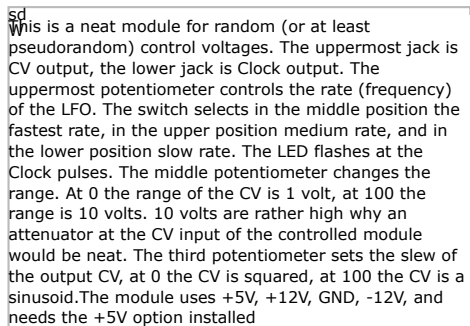 sd
W
This is a neat module for random (or at least
pseudorandom) control voltages. The uppermost jack is
CV output, the lower jack is Clock output. The
uppermost potentiometer controls the rate (frequency)
of the LFO. The switch selects in the middle position the
fastest rate, in the upper position medium rate, and in
the lower position slow rate. The LED flashes at the
Clock pulses. The middle potentiometer changes the
range. At 0 the range of the CV is 1 volt, at 100 the
range is 10 volts. 10 volts are rather high why an
attenuator at the CV input of the controlled module
would be neat. The third potentiometer sets the slew of
the output CV, at 0 the CV is squared, at 100 the CV is a
sinusoid.The module uses +5V, +12V, GND, -12V, and
needs the +5V option installed